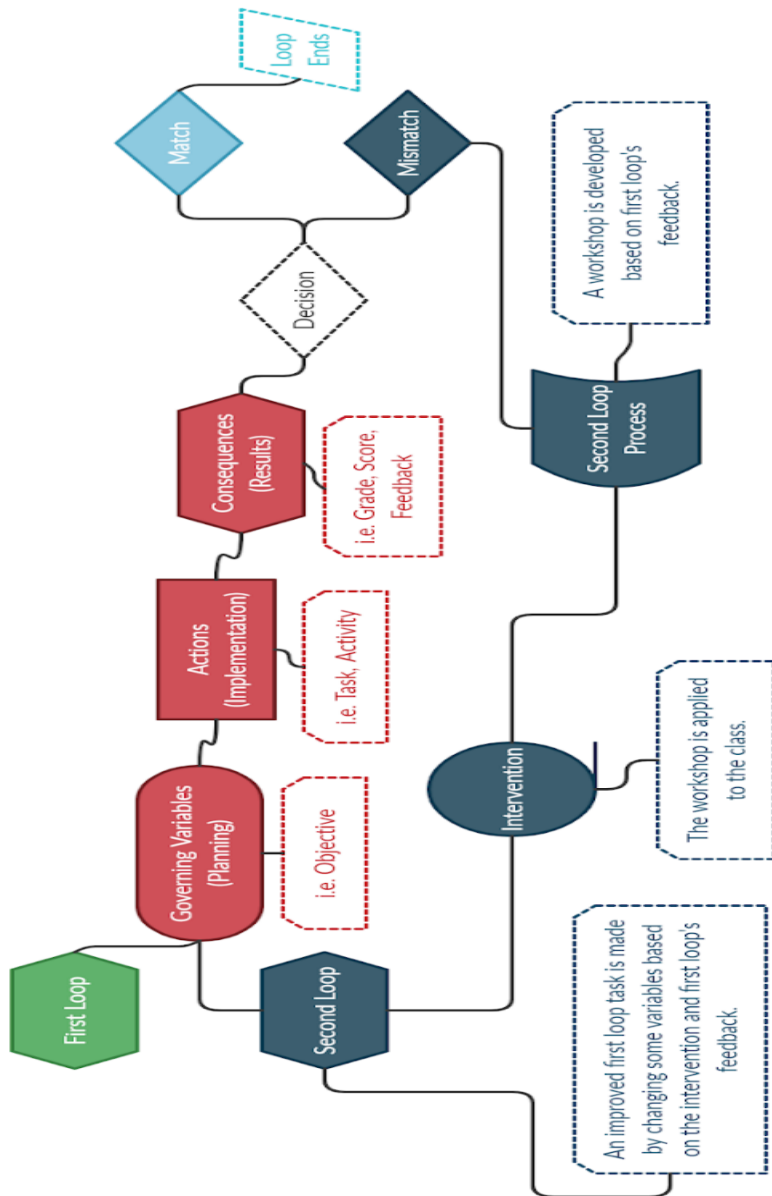 First Loop
Governing Variables
(Planning)
i.e. Objective
Actions
(Implementation)
i.e. Task, Activity
Consequences
(Results)
i.e. Grade, Score,
Feedback
Decision
Match
Loop
Ends
Mismatch
Second Loop
Process
A workshop is developed
based on first loop's
feedback.
Intervention
The workshop is applied
to the class.
Second Loop
An improved first loop task is made
by changing some variables based
on the intervention and first loop's
feedback.